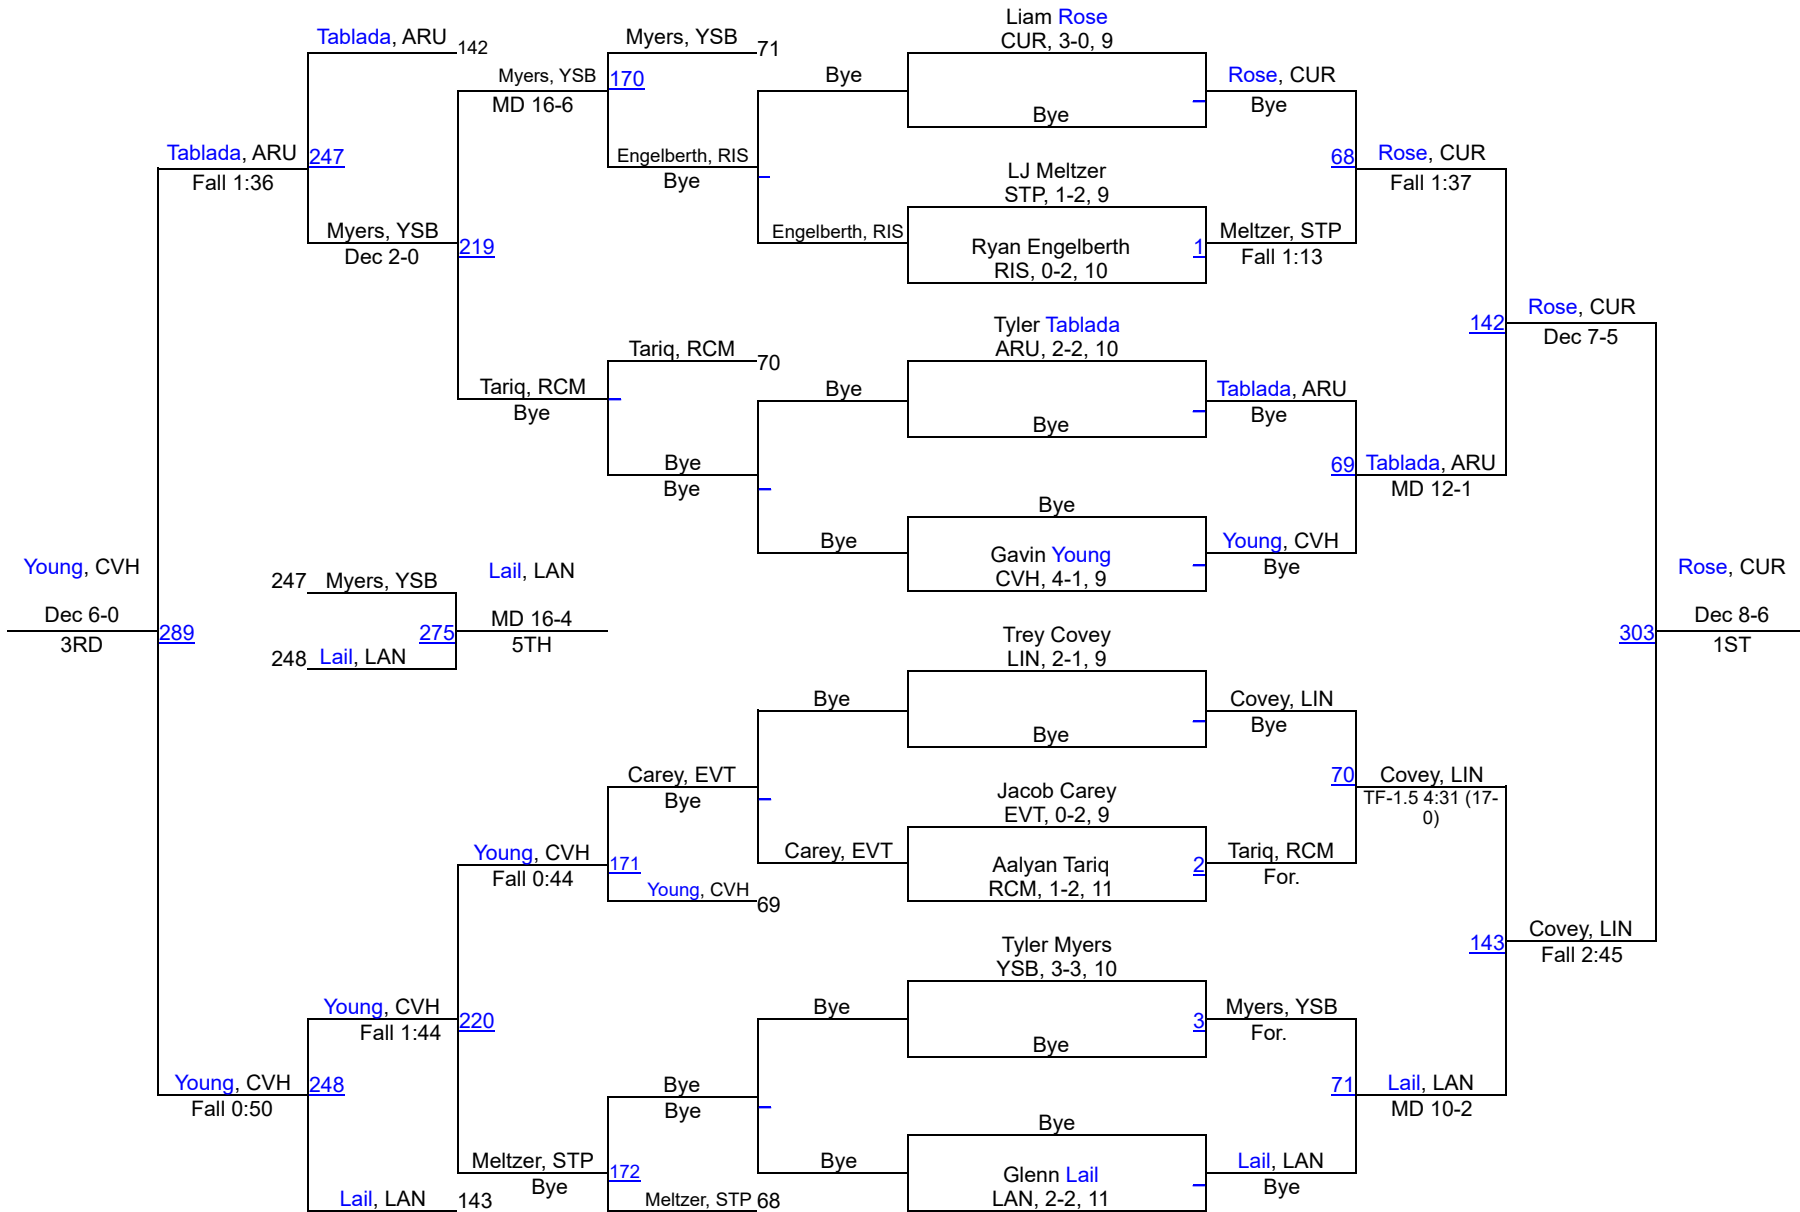 Liam Rose
CUR, 3-0, 9
Bye
LJ Meltzer
STP, 1-2, 9
Ryan Engelberth
RIS, 0-2, 10
1
Tyler Tablada
ARU, 2-2, 10
Bye
Bye
Gavin Young
CVH, 4-1, 9
Trey Covey
LIN, 2-1, 9
Bye
Jacob Carey
EVT, 0-2, 9
Aalyan Tariq
RCM, 1-2, 11
2
Tyler Myers
YSB, 3-3, 10
3
Bye
Bye
Glenn Lail
LAN, 2-2, 11
Rose, CUR
Bye
68
Meltzer, STP
Fall 1:13
Tablada, ARU
Bye
69
Young, CVH
Bye
Covey, LIN
Bye
70
Tariq, RCM
For.
Myers, YSB
For.
71
Lail, LAN
Bye
Rose, CUR
Fall 1:37
142
Tablada, ARU
MD 12-1
Covey, LIN
TF-1.5 4:31 (17-
0)
143
Lail, LAN
MD 10-2
Rose, CUR
Dec 7-5
303
Covey, LIN
Fall 2:45
Rose, CUR
Dec 8-6
1ST
Bye
Engelberth, RIS
Bye
Bye
Bye
Carey, EVT
Bye
Bye
Myers, YSB
71
170
Engelberth, RIS
Bye
Tariq, RCM
70
Bye
Bye
Carey, EVT
Bye
171
Young, CVH
69
Bye
Bye
172
Meltzer, STP
68
Myers, YSB
MD 16-6
219
Tariq, RCM
Bye
Young, CVH
Fall 0:44
220
Meltzer, STP
Bye
Tablada, ARU
142
247
Myers, YSB
Dec 2-0
Young, CVH
Fall 1:44
248
Lail, LAN
143
Tablada, ARU
Fall 1:36
289
Young, CVH
Fall 0:50
Young, CVH
Dec 6-0
3RD
247 Myers, YSB
275
248 Lail, LAN
Lail, LAN
MD 16-4
5TH